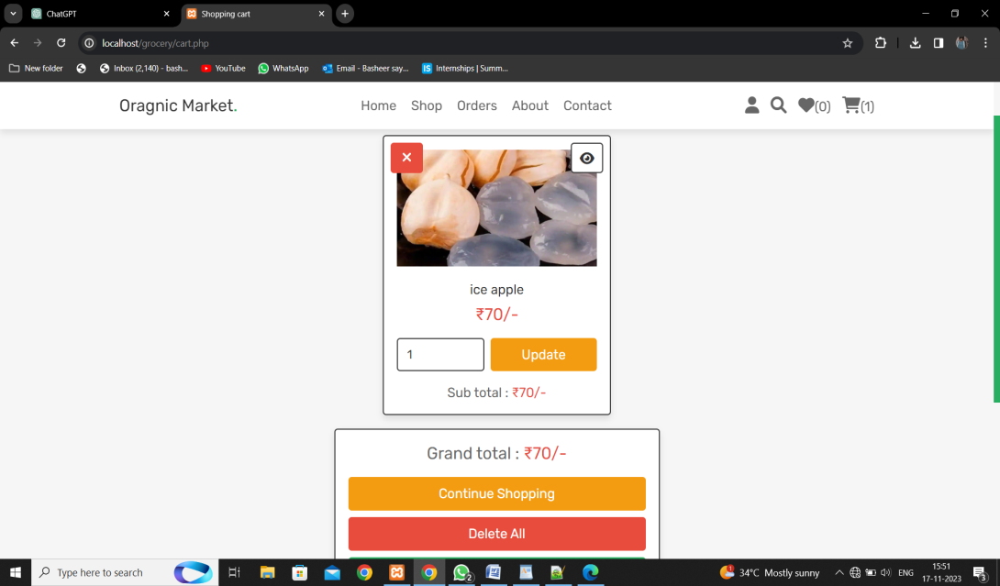 ChatGPT
Shopping cart
localhost/grocery/cart.php
New folder
Inbox (2,140) - bash...
YouTube
WhatsApp
Email - Basheer say...
IS Internships | Summ...
Oragnic Market.
Home Shop Orders About Contact
(0) (1)
ice apple
₹70/-
1 Update
Sub total : ₹70/-
Grand total : ₹70/-
Continue Shopping
Delete All
Type here to search
2
34°C Mostly sunny
ENG
15:51
17-11-2023
3